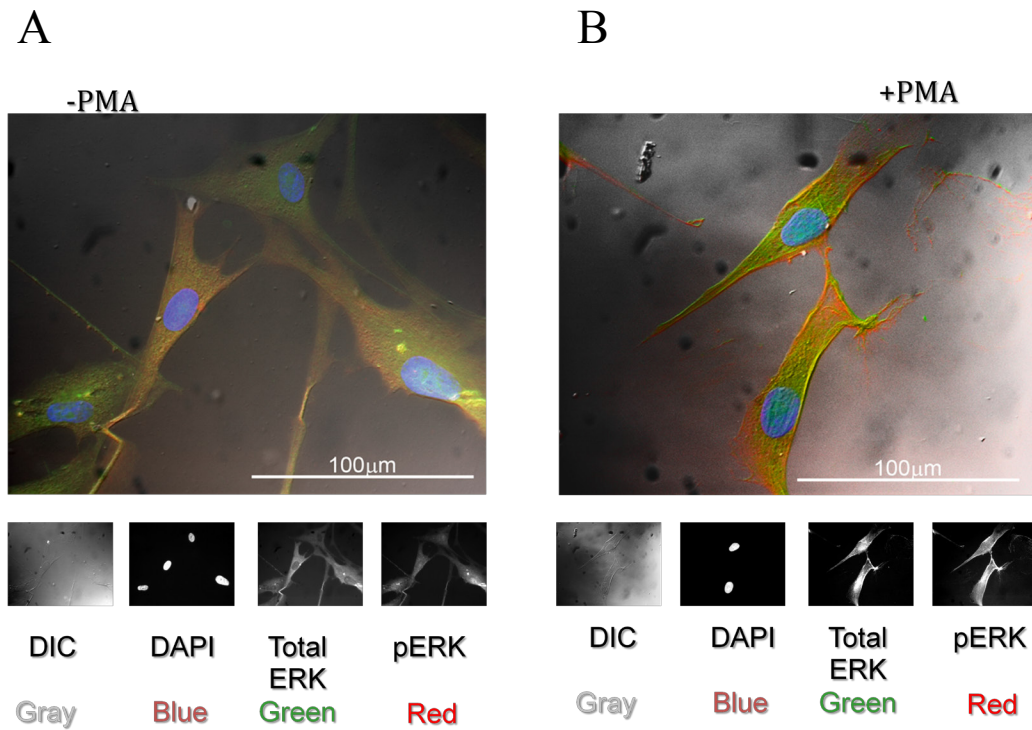 A
B
-PMA
+PMA
100μm
100μm
DIC
DAPI
Total
ERK
pERK
Gray
Blue
Green
Red
DIC
DAPI
Total
ERK
pERK
Gray
Blue
Green
Red